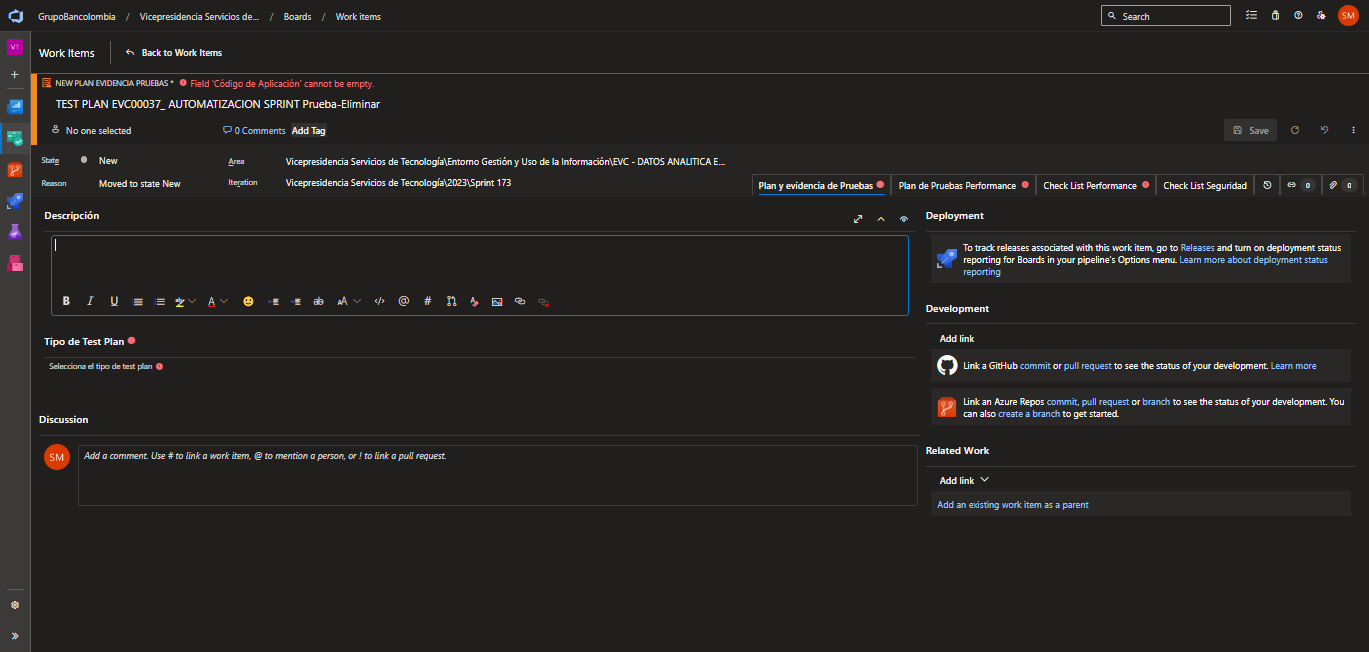 GrupoBancolombia / Vicepresidencia Servicios de... / Boards / Work items
Search
SM
VT
Work Items
Back to Work Items
NEW PLAN EVIDENCIA PRUEBAS * Field 'Código de Aplicación' cannot be empty.
TEST PLAN EVC00037_ AUTOMATIZACION SPRINT Prueba-Eliminar
No one selected
0 Comments
Add Tag
Save
State
New
Area
Vicepresidencia Servicios de Tecnología\Entorno Gestión y Uso de la Información\EVC - DATOS ANALITICA E...
Reason
Moved to state New
Iteration
Vicepresidencia Servicios de Tecnología\2023\Sprint 173
Plan y evidencia de Pruebas
Plan de Pruebas Performance
Check List Performance
Check List Seguridad
0
0
Descripción
B I U A ab AA </> @ #
Tipo de Test Plan
Selecciona el tipo de test plan
Discussion
SM
Add a comment. Use # to link a work item, @ to mention a person, or ! to link a pull request.
Deployment
To track releases associated with this work item, go to Releases and turn on deployment status
reporting for Boards in your pipeline's Options menu. Learn more about deployment status
reporting
Development
Add link
Link a GitHub commit or pull request to see the status of your development. Learn more
Link an Azure Repos commit, pull request or branch to see the status of your development. You
can also create a branch to get started.
Related Work
Add link
Add an existing work item as a parent